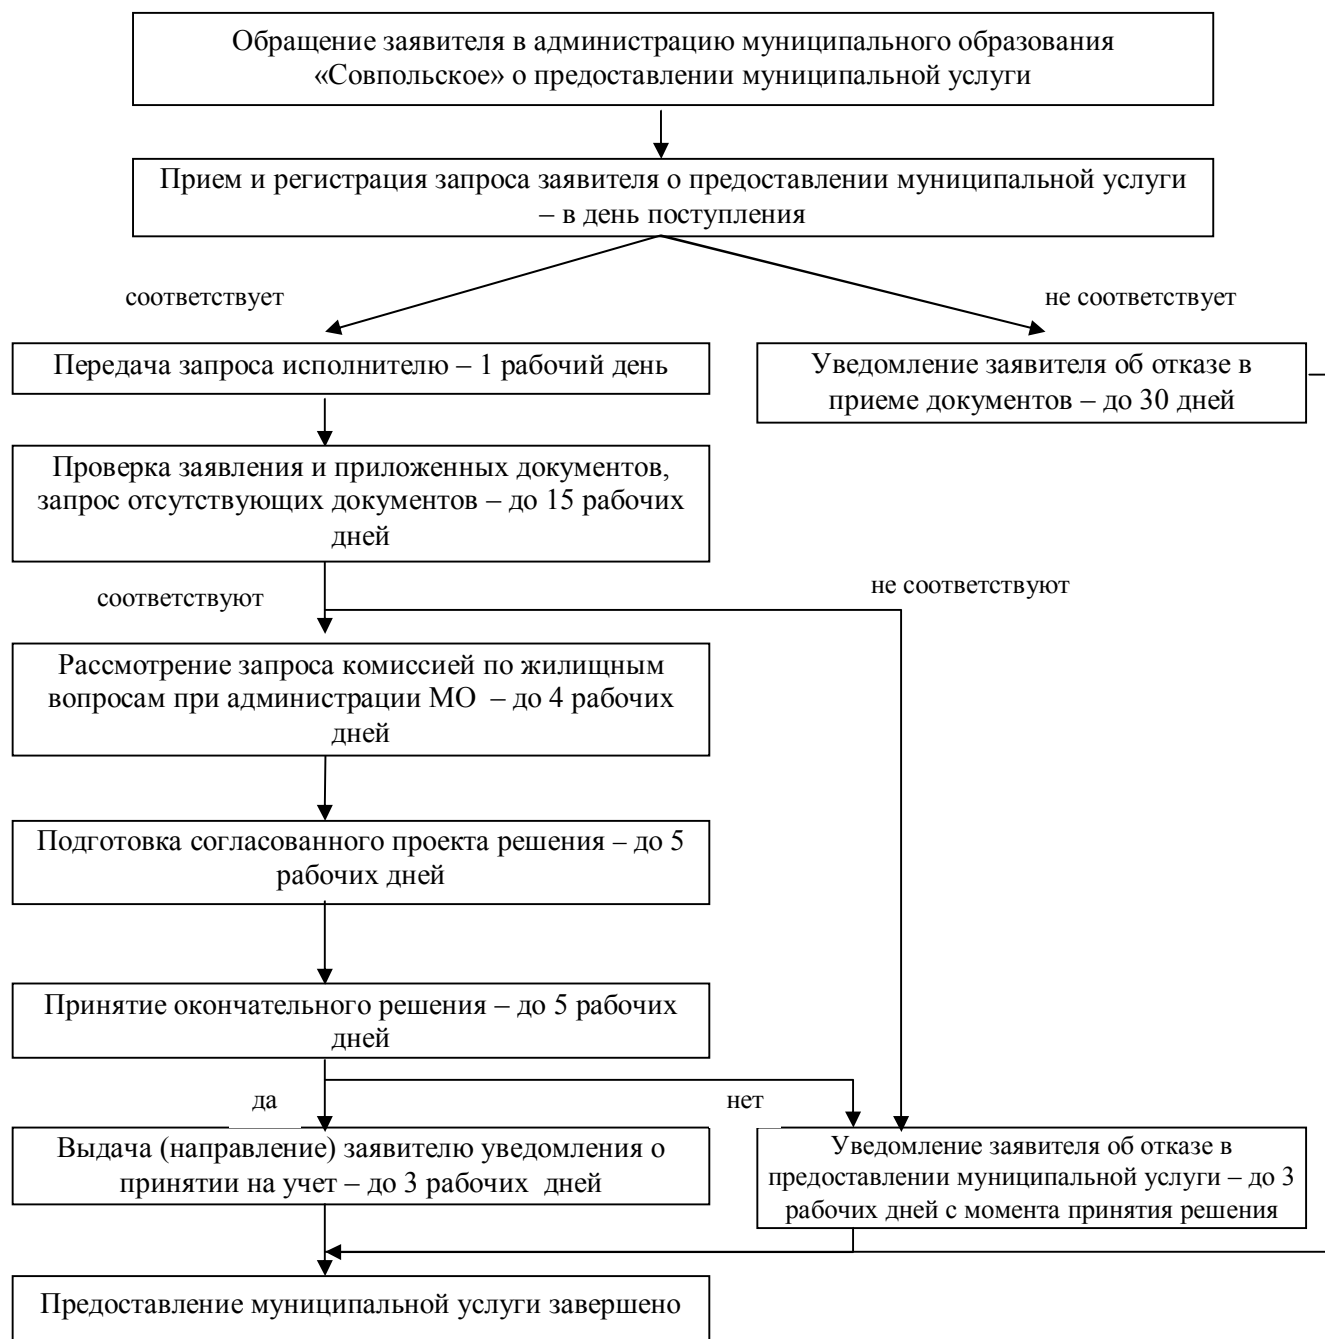 Обращение заявителя в администрацию муниципального образования
«Совпольское» о предоставлении муниципальной услуги
Прием и регистрация запроса заявителя о предоставлении муниципальной услуги
– в день поступления
соответствует
не соответствует
Передача запроса исполнителю – 1 рабочий день
Уведомление заявителя об отказе в
приеме документов – до 30 дней
Проверка заявления и приложенных документов,
запрос отсутствующих документов – до 15 рабочих
дней
соответствуют
не соответствуют
Рассмотрение запроса комиссией по жилищным
вопросам при администрации МО – до 4 рабочих
дней
Подготовка согласованного проекта решения – до 5
рабочих дней
Принятие окончательного решения – до 5 рабочих
дней
да
нет
Выдача (направление) заявителю уведомления о
принятии на учет – до 3 рабочих дней
Уведомление заявителя об отказе в
предоставлении муниципальной услуги – до 3
рабочих дней с момента принятия решения
Предоставление муниципальной услуги завершено